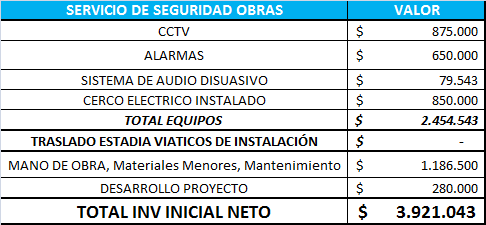 SERVICIO DE SEGURIDAD OBRAS VALOR
CCTV $ 875.000
ALARMAS $ 650.000
SISTEMA DE AUDIO DISUASIVO $ 79.543
CERCO ELECTRICO INSTALADO $ 850.000
TOTAL EQUIPOS $ 2.454.543
TRASLADO ESTADIA VIATICOS DE INSTALACIÓN $ -
MANO DE OBRA, Materiales Menores, Mantenimiento $ 1.186.500
DESARROLLO PROYECTO $ 280.000
TOTAL INV INICIAL NETO $ 3.921.043